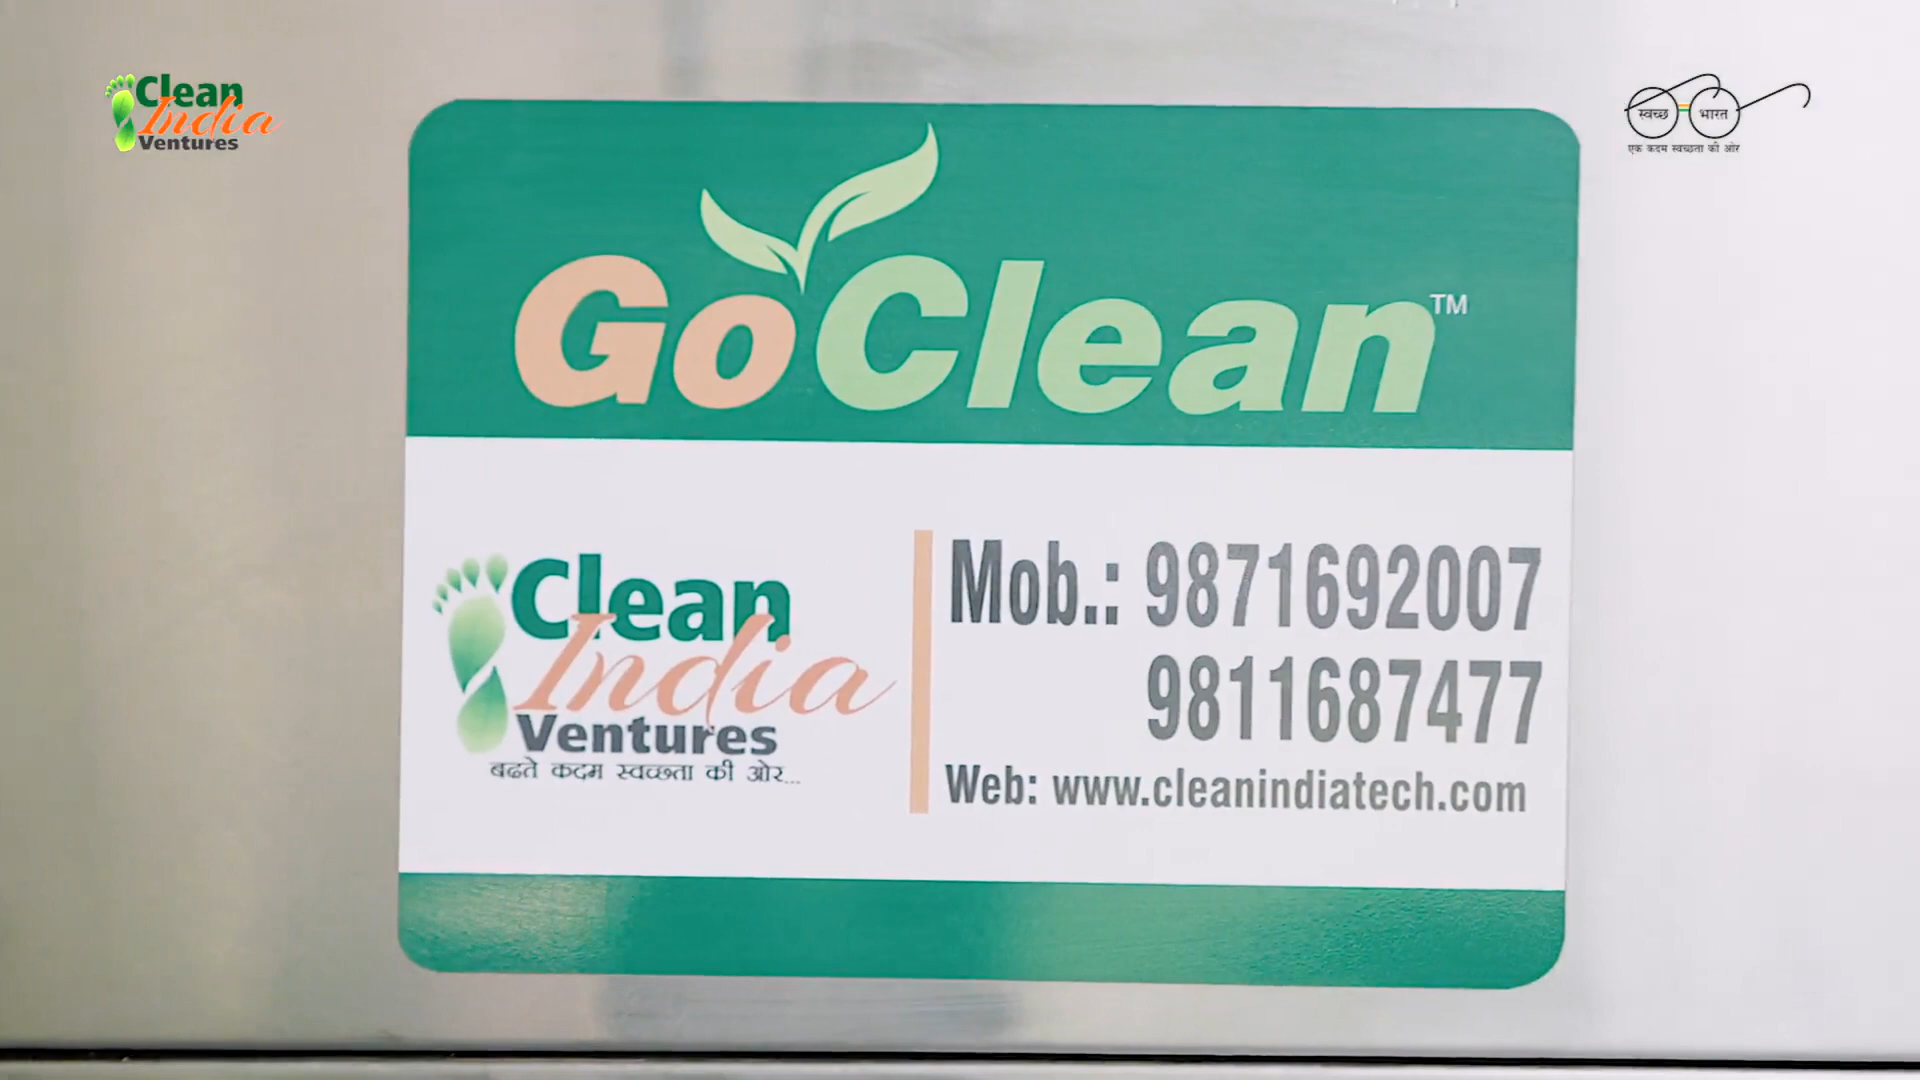 Clean
India
Ventures
स्वच्छ भारत
एक कदम स्वच्छता की ओर
GoClean™
Clean
India
Ventures
बढते कदम स्वच्छता की ओर...
Mob.: 9871692007
9811687477
Web: www.cleanindiatech.com